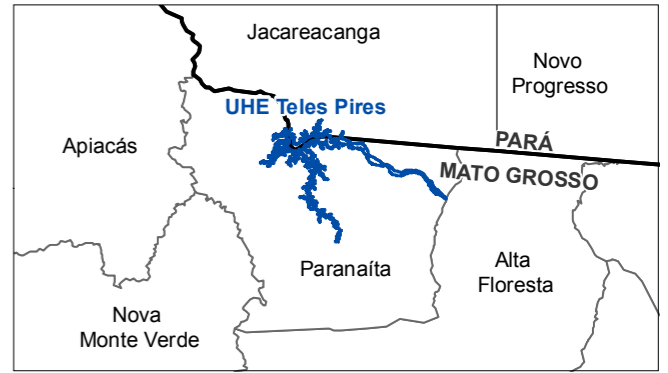 Jacareacanga
Novo
Progresso
UHE Teles Pires
Apiacás
PARÁ
MATO GROSSO
Paranaíta
Alta
Floresta
Nova
Monte Verde